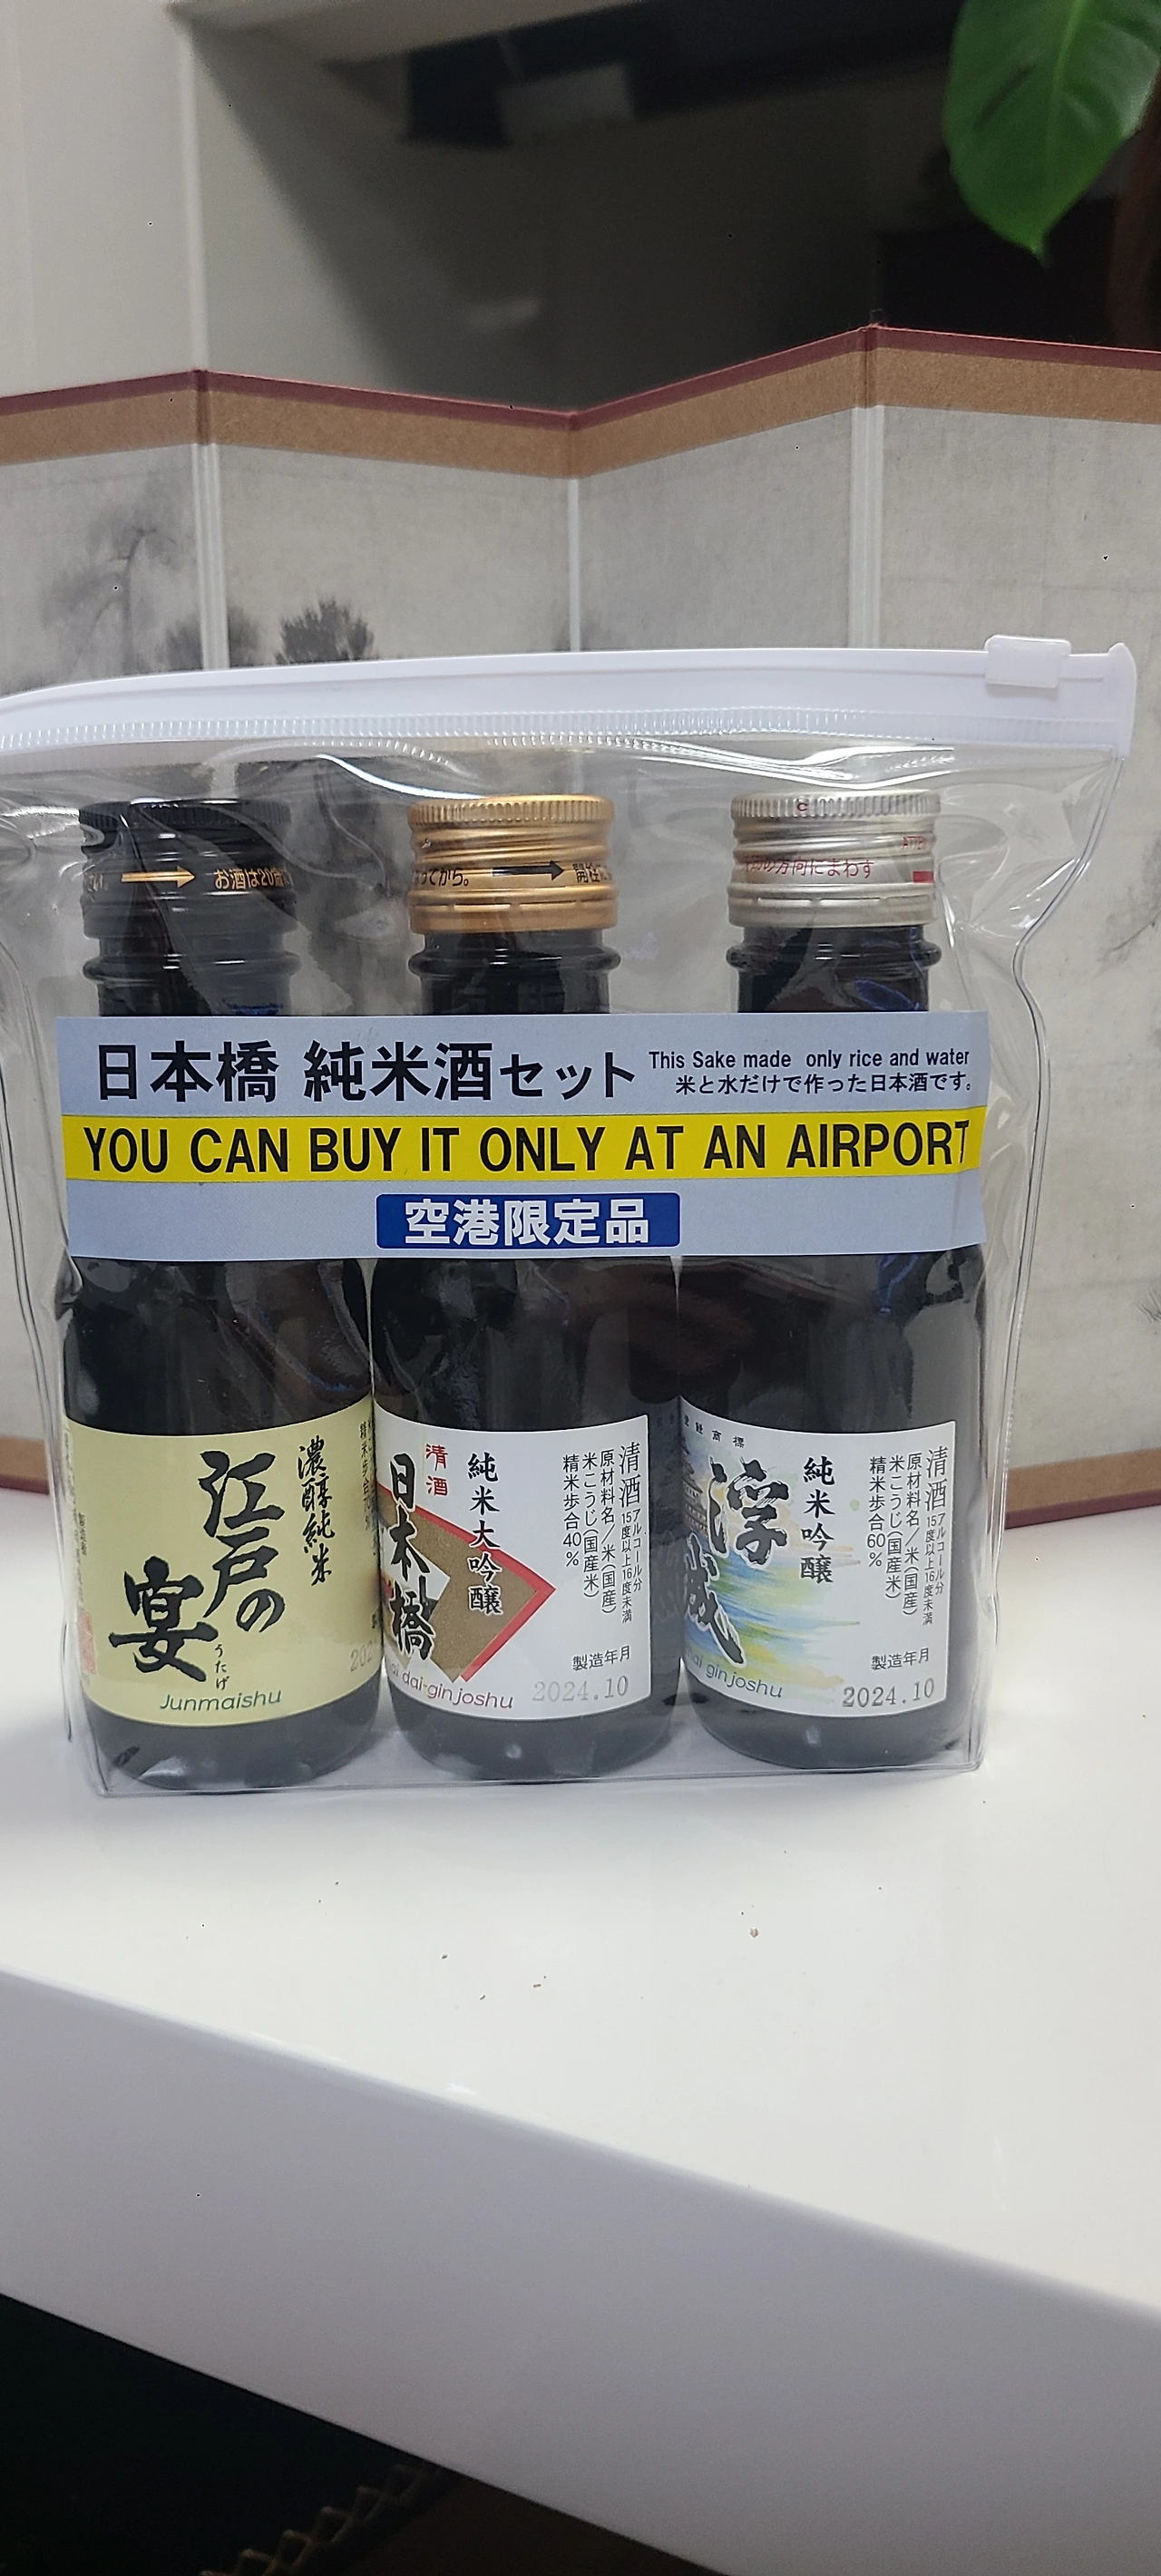 お酒は20歳
てから。
開栓
の方向にまわす
日本橋 純米酒セット
This Sake made only rice and water
米と水だけで作った日本酒です。
YOU CAN BUY IT ONLY AT AN AIRPORT
空港限定品
濃醇純米
江戸の
宴
うたげ
Junmaishu
清酒
日本橋
純米大吟醸
清酒
アルコール分
15度以上16度未満
原材料名/米(国産)
米こうじ(国産米)
精米歩合40%
製造年月
2024.10
dai-ginjoshu
登録商標
浮城
純米吟醸
清酒
アルコール分
15度以上16度未満
原材料名/米(国産)
米こうじ(国産米)
精米歩合60%
製造年月
2024.10
ginjoshu